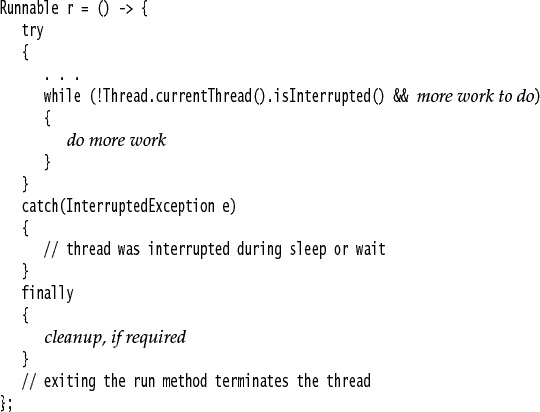 Runnable r = () -> {
try
{
. . .
while (!Thread.currentThread().isInterrupted() && more work to do)
{
do more work
}
}
catch(InterruptedException e)
{
// thread was interrupted during sleep or wait
}
finally
{
cleanup, if required
}
// exiting the run method terminates the thread
};